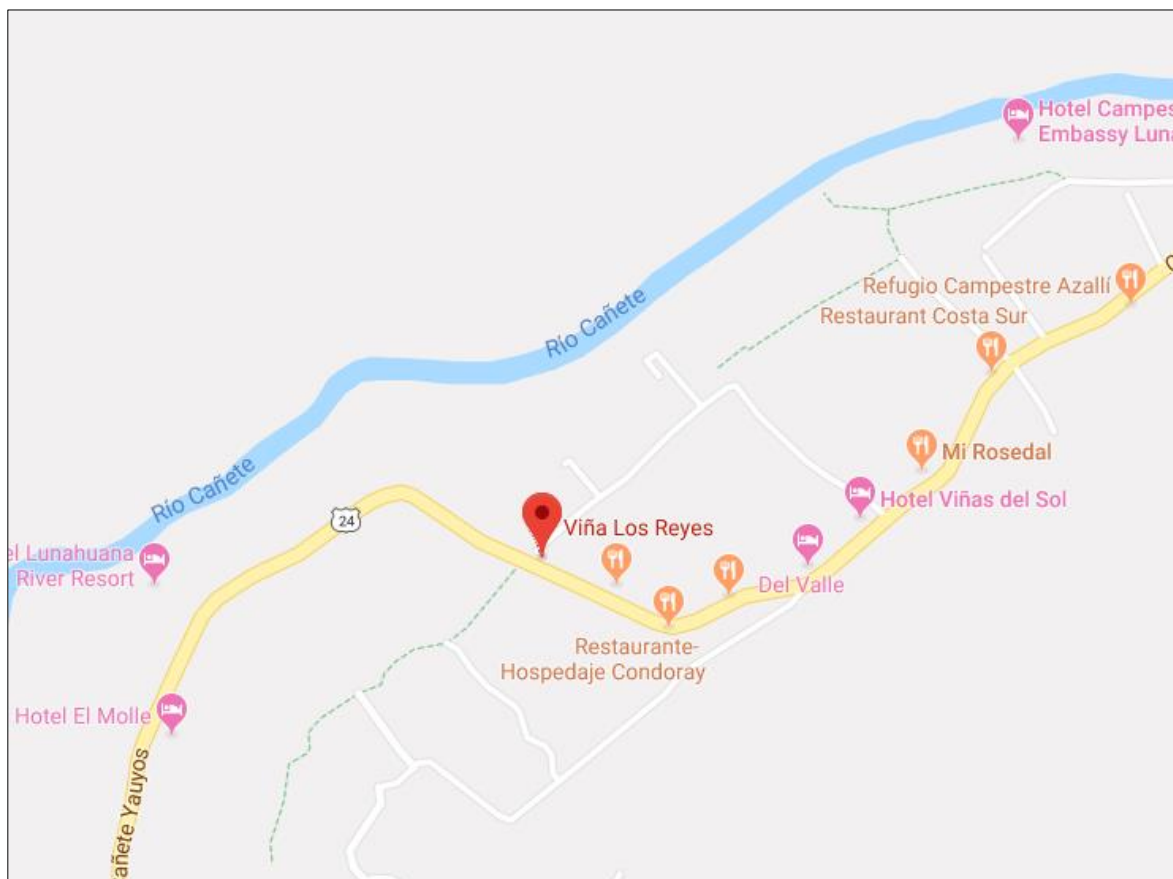 Hotel Campes
Embassy Luna
Refugio Campestre Azallí
Restaurant Costa Sur
Río Cañete
Mi Rosedal
Río Cañete
Hotel Viñas del Sol
24
Viña Los Reyes
el Lunahuana
River Resort
Del Valle
Restaurante-
Hospedaje Condoray
Hotel El Molle
añete Yauyos